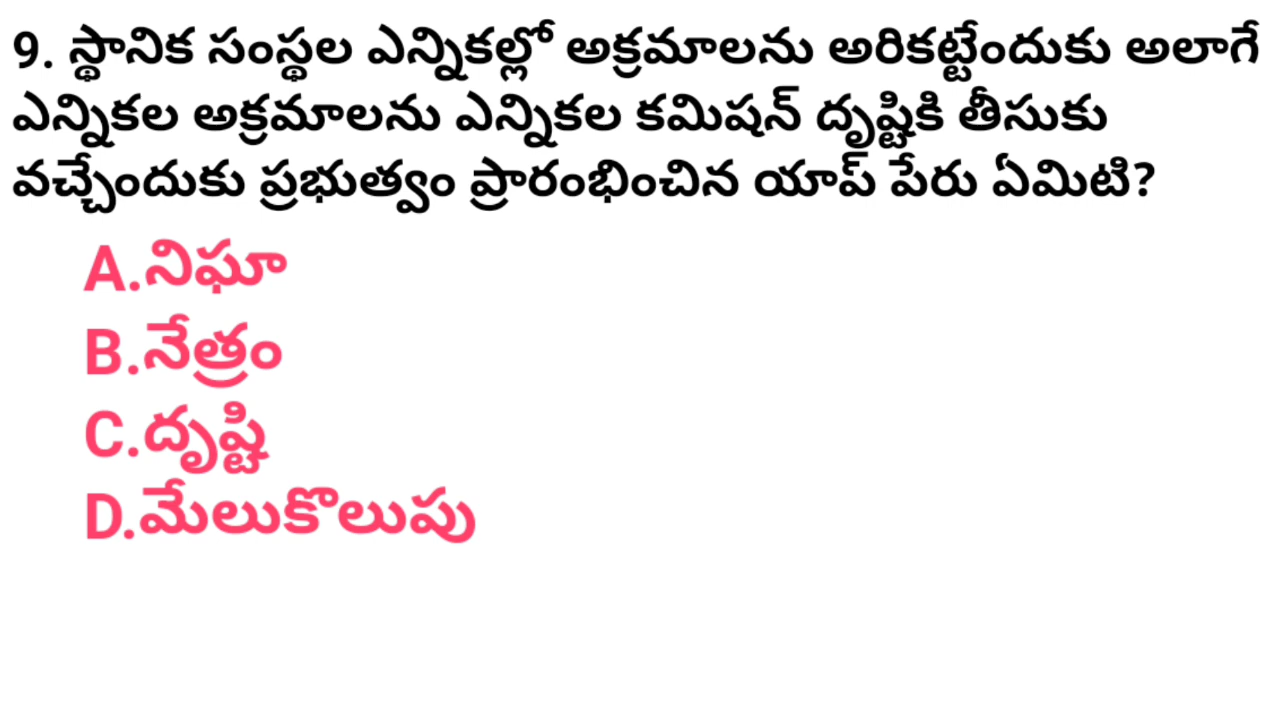 9. స్థానిక సంస్థల ఎన్నికల్లో అక్రమాలను అరికట్టేందుకు అలాగే
ఎన్నికల అక్రమాలను ఎన్నికల కమిషన్ దృష్టికి తీసుకు
వచ్చేందుకు ప్రభుత్వం ప్రారంభించిన యాప్ పేరు ఏమిటి?
A.నిఘా
B.నేత్రం
C.దృష్టి
D.మేలుకొలుపు